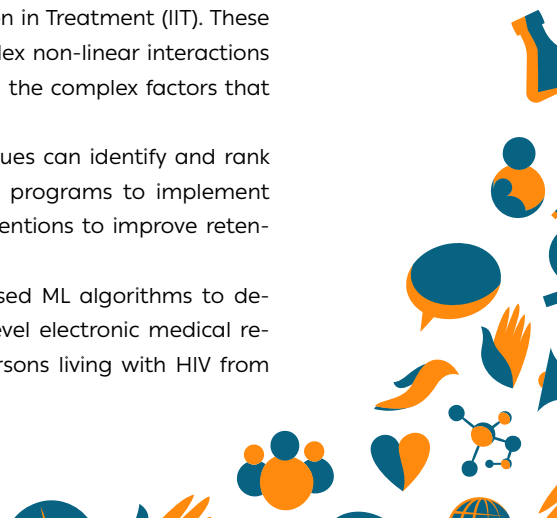 n in Treatment (IIT). These
lex non-linear interactions
the complex factors that
ues can identify and rank
programs to implement
entions to improve reten-
sed ML algorithms to de-
evel electronic medical re-
rsons living with HIV from